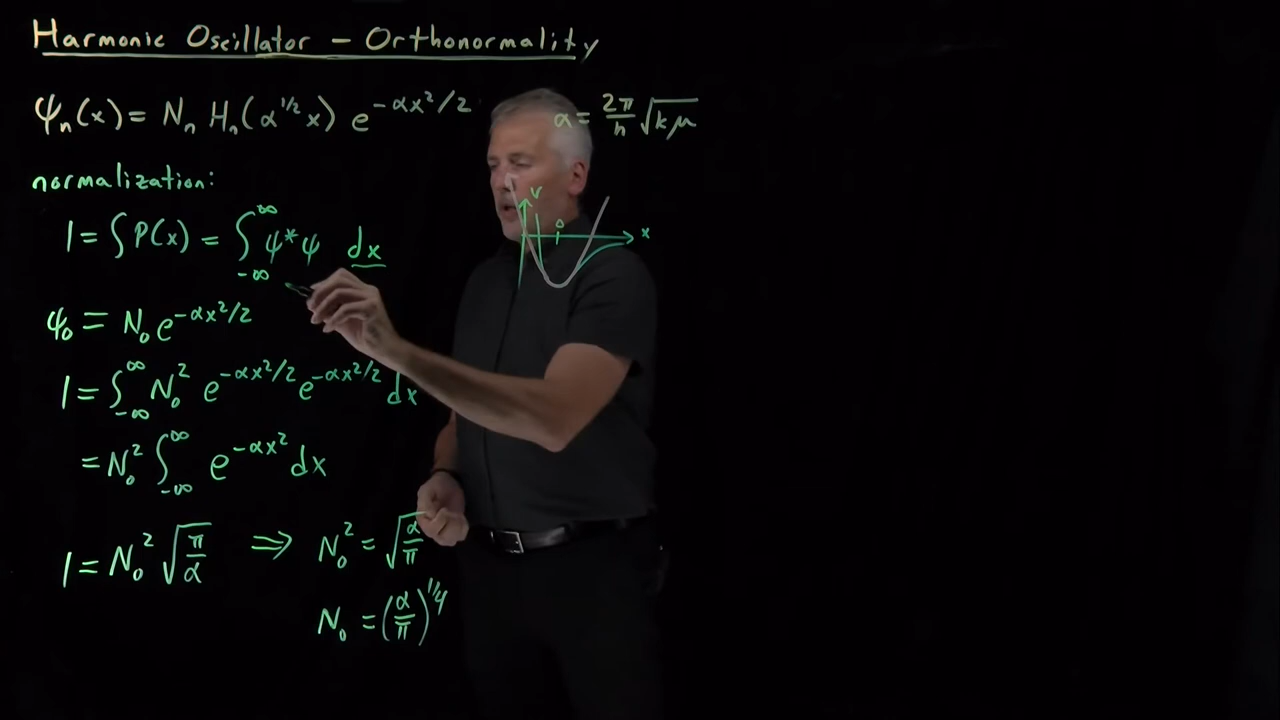 Harmonic Oscillator – Orthonormality
ψₙ(x) = Nₙ Hₙ(α^{1/2} x) e^{-αx²/2}
α = 2π/h √kμ
normalization:
1 = ∫P(x) = ∫_{-∞}^{∞} ψ*ψ dx
V
0
x
ψ₀ = N₀ e^{-αx²/2}
1 = ∫_{-∞}^{∞} N₀² e^{-αx²/2} e^{-αx²/2} dx
= N₀² ∫_{-∞}^{∞} e^{-αx²} dx
1 = N₀² √(π/α) ⇒ N₀² = √(α/π)
N₀ = (α/π)^{1/4}